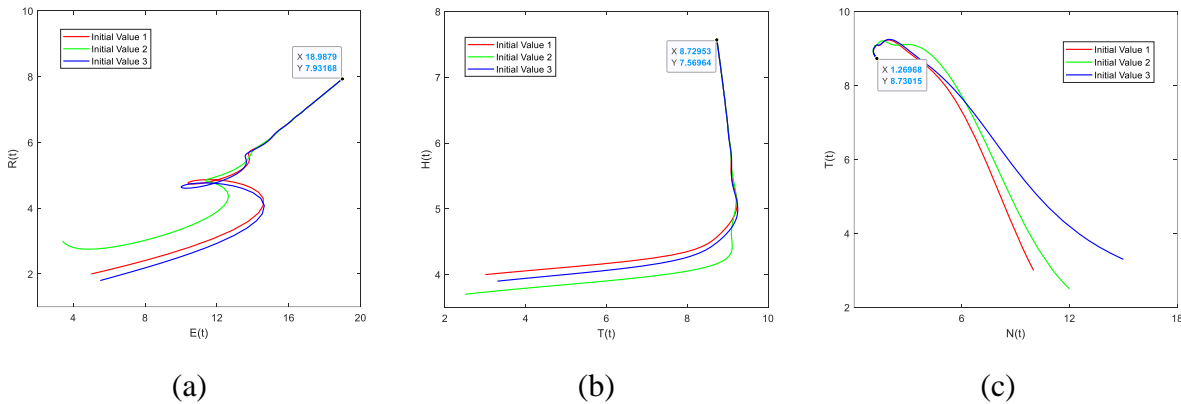 10
8
6
4
2
R(t)
4
8
12
16
20
E(t)
Initial Value 1
Initial Value 2
Initial Value 3
X 18.9879
Y 7.93168
(a)
8
7
6
5
4
H(t)
2
4
6
8
10
T(t)
Initial Value 1
Initial Value 2
Initial Value 3
X 8.72953
Y 7.56964
(b)
10
8
6
4
2
T(t)
6
12
18
N(t)
Initial Value 1
Initial Value 2
Initial Value 3
X 1.26968
Y 8.73015
(c)